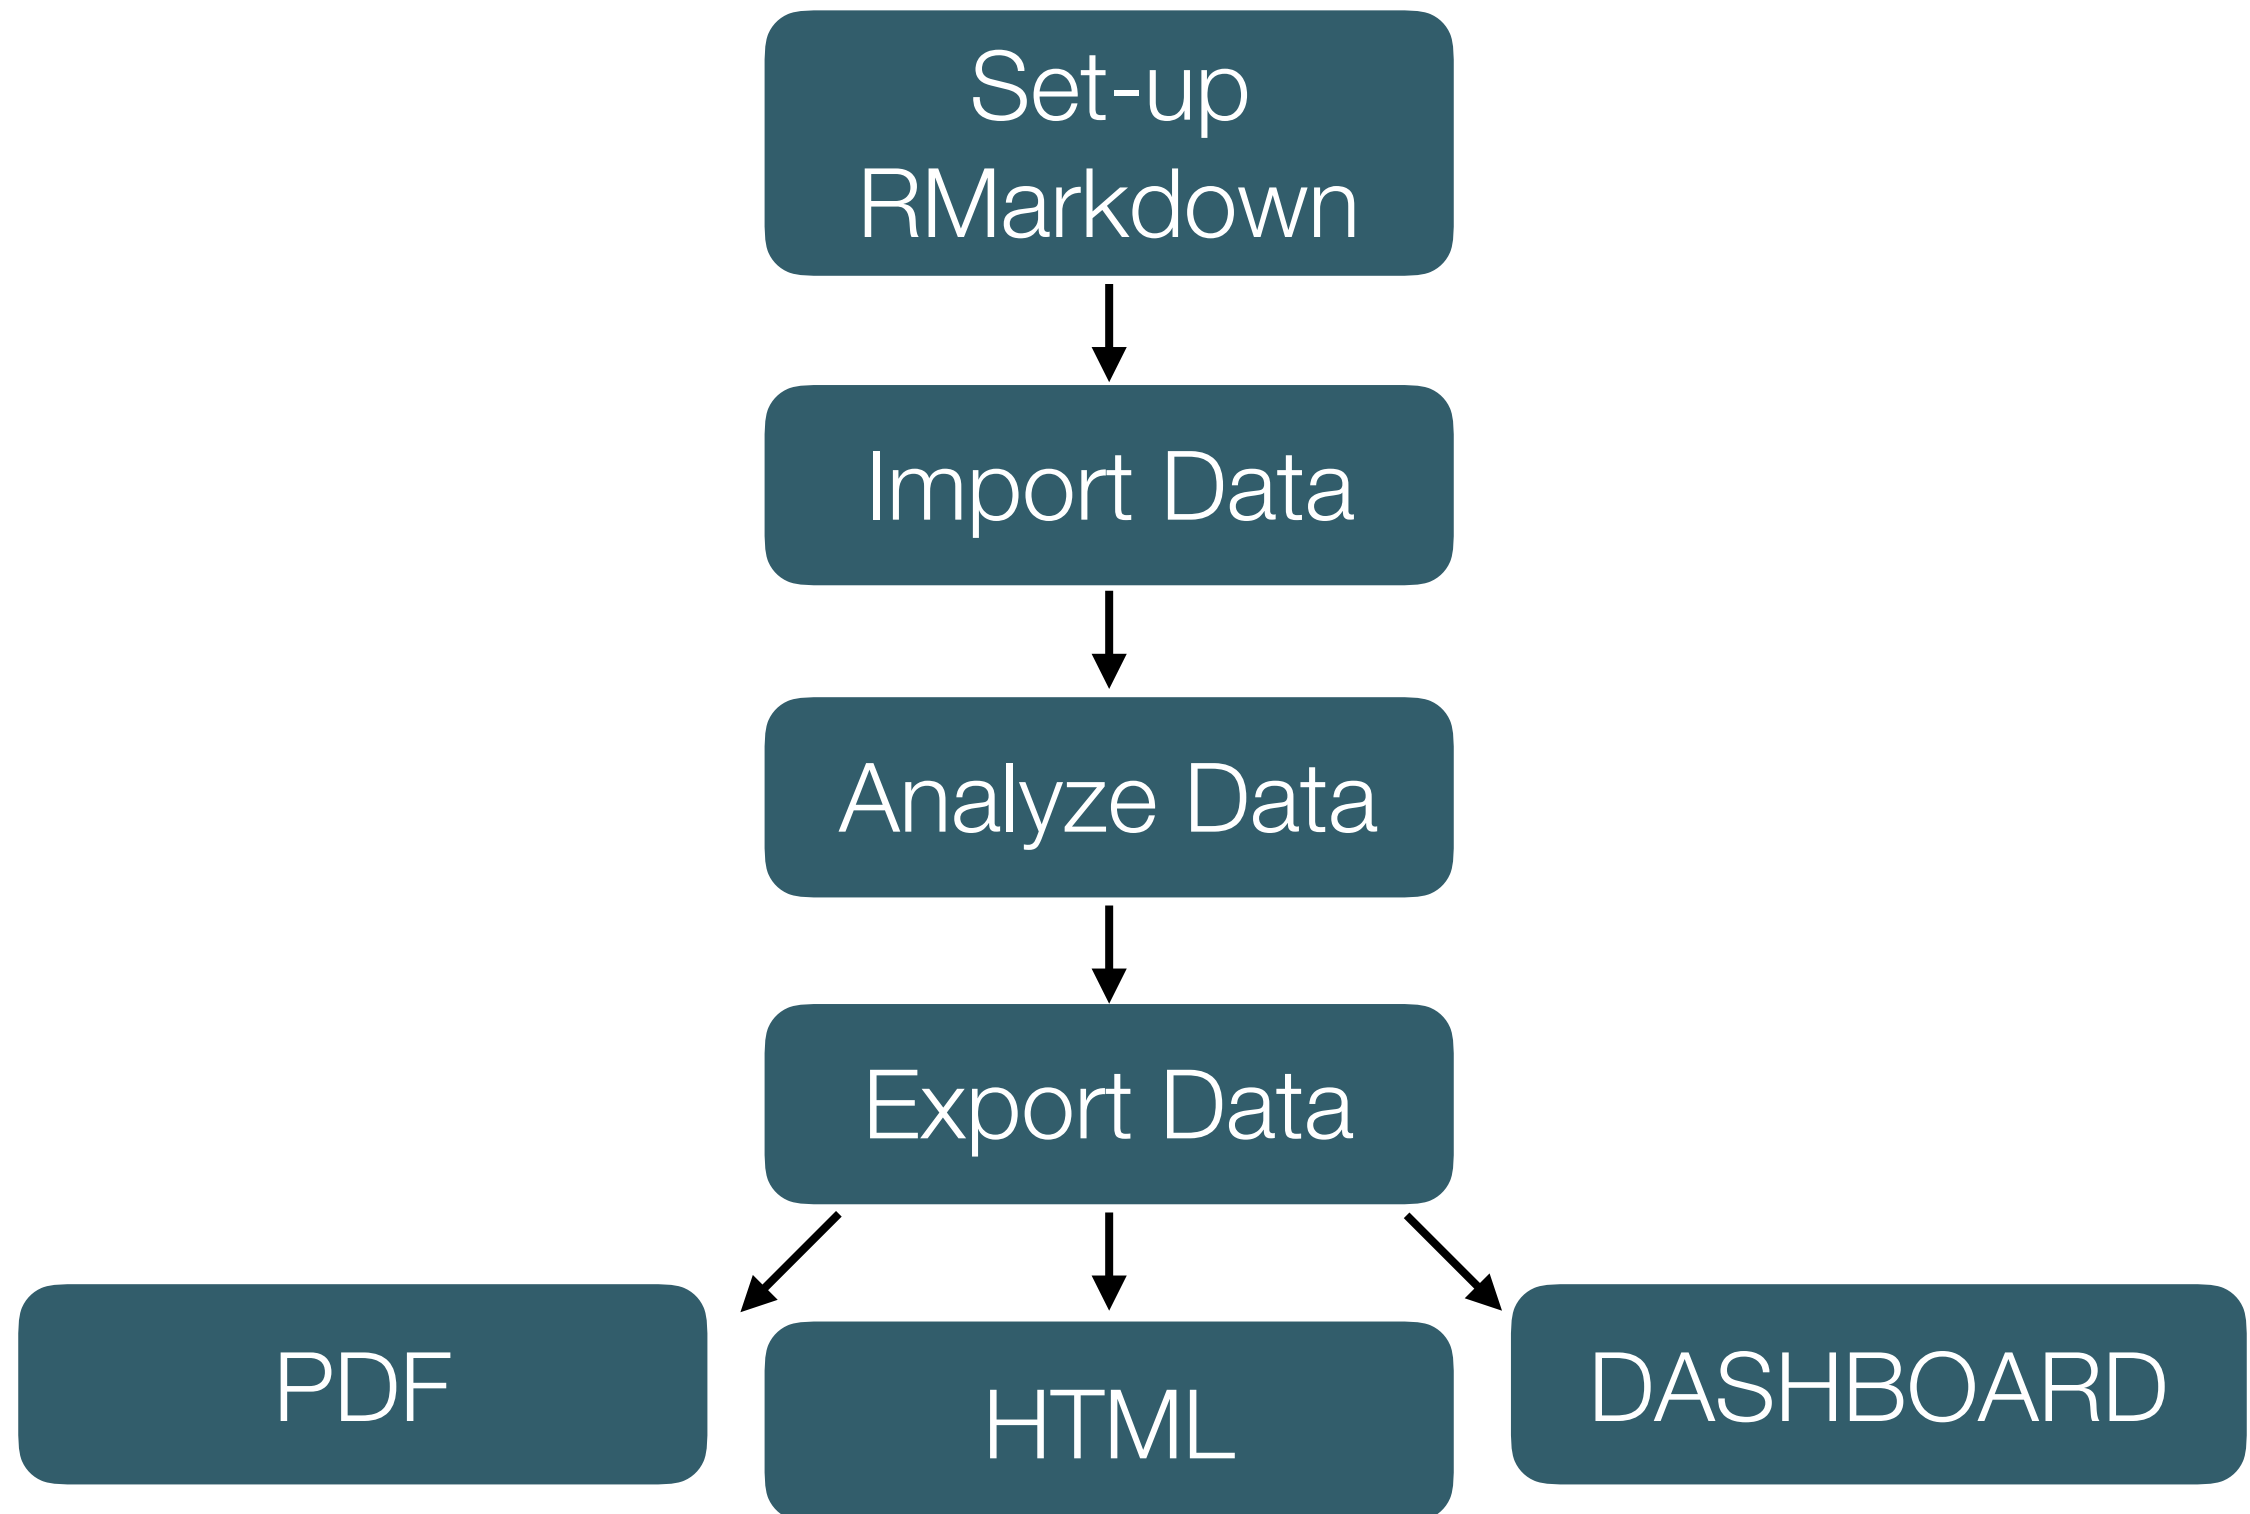 Set-up
RMarkdown
Import Data
Analyze Data
Export Data
PDF
HTML
DASHBOARD